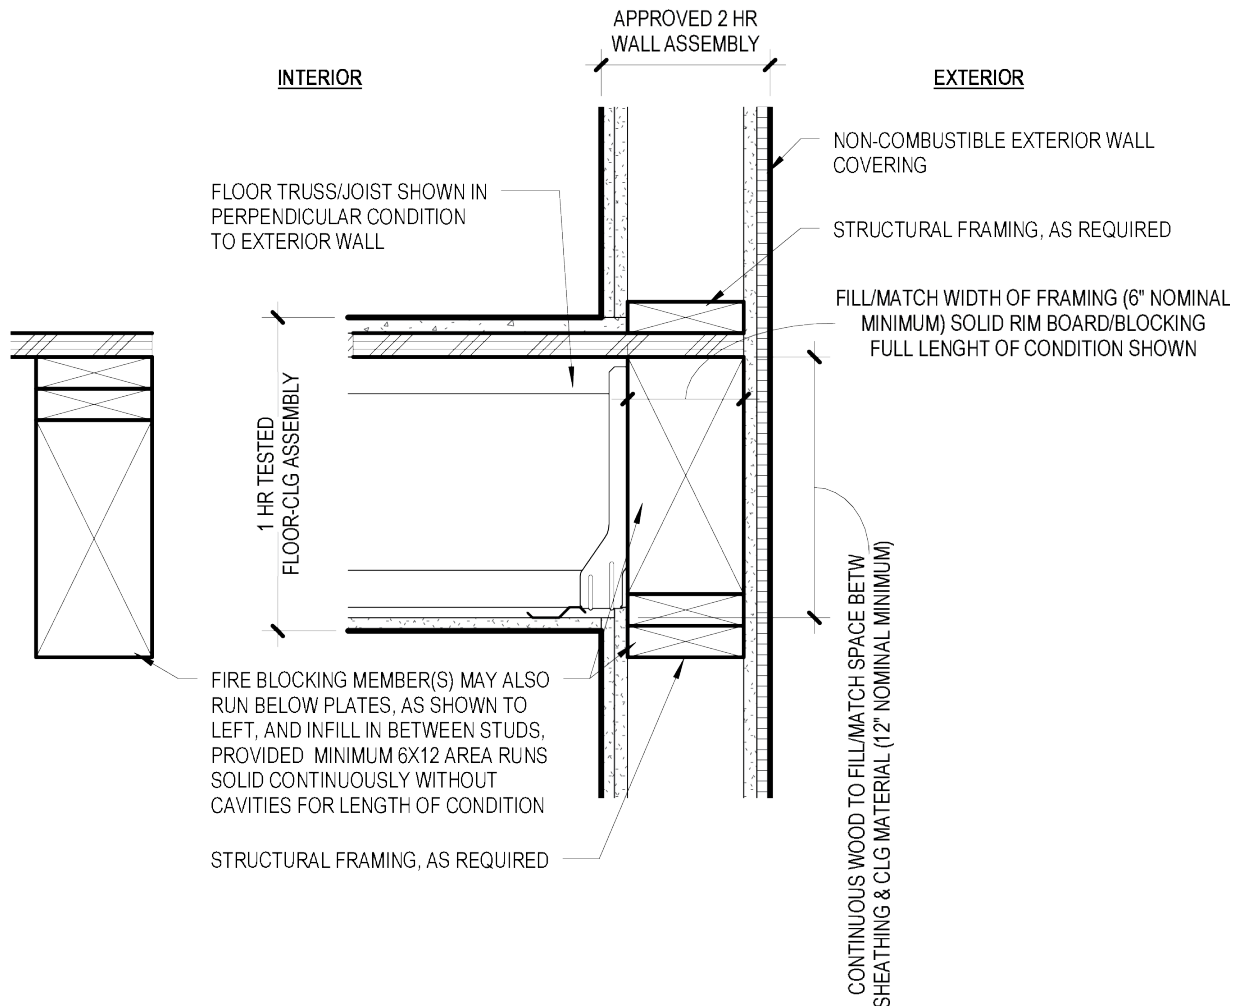 APPROVED 2 HR
WALL ASSEMBLY
INTERIOR
EXTERIOR
NON-COMBUSTIBLE EXTERIOR WALL
COVERING
FLOOR TRUSS/JOIST SHOWN IN
PERPENDICULAR CONDITION
TO EXTERIOR WALL
STRUCTURAL FRAMING, AS REQUIRED
FILL/MATCH WIDTH OF FRAMING (6" NOMINAL
MINIMUM) SOLID RIM BOARD/BLOCKING
FULL LENGHT OF CONDITION SHOWN
1 HR TESTED
FLOOR-CLG ASSEMBLY
CONTINUOUS WOOD TO FILL/MATCH SPACE BETW
SHEATHING & CLG MATERIAL (12" NOMINAL MINIMUM)
FIRE BLOCKING MEMBER(S) MAY ALSO
RUN BELOW PLATES, AS SHOWN TO
LEFT, AND INFILL IN BETWEEN STUDS,
PROVIDED MINIMUM 6X12 AREA RUNS
SOLID CONTINUOUSLY WITHOUT
CAVITIES FOR LENGTH OF CONDITION
STRUCTURAL FRAMING, AS REQUIRED